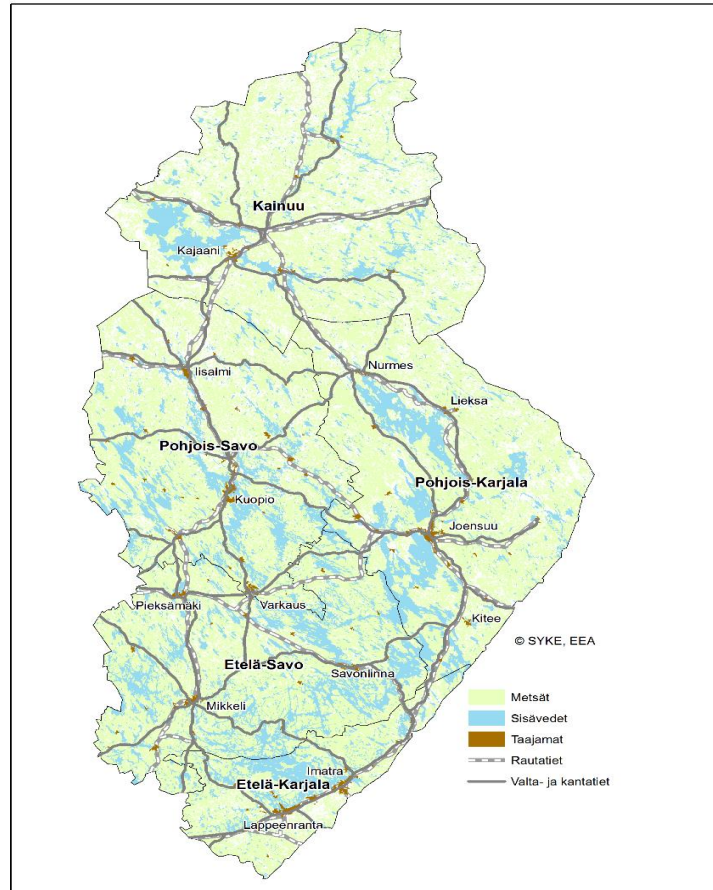 Kainuu
Kajaani
Nurmes
Iisalmi
Lieksa
Pohjois-Savo
Pohjois-Karjala
Kuopio
Joensuu
Pieksämäki
Varkaus
Kitee
© SYKE, EEA
Etelä-Savo
Savonlinna
Mikkeli
Imatra
Etelä-Karjala
Lappeenranta
Metsät
Sisävedet
Taajamat
Rautatiet
Valta- ja kantatiet